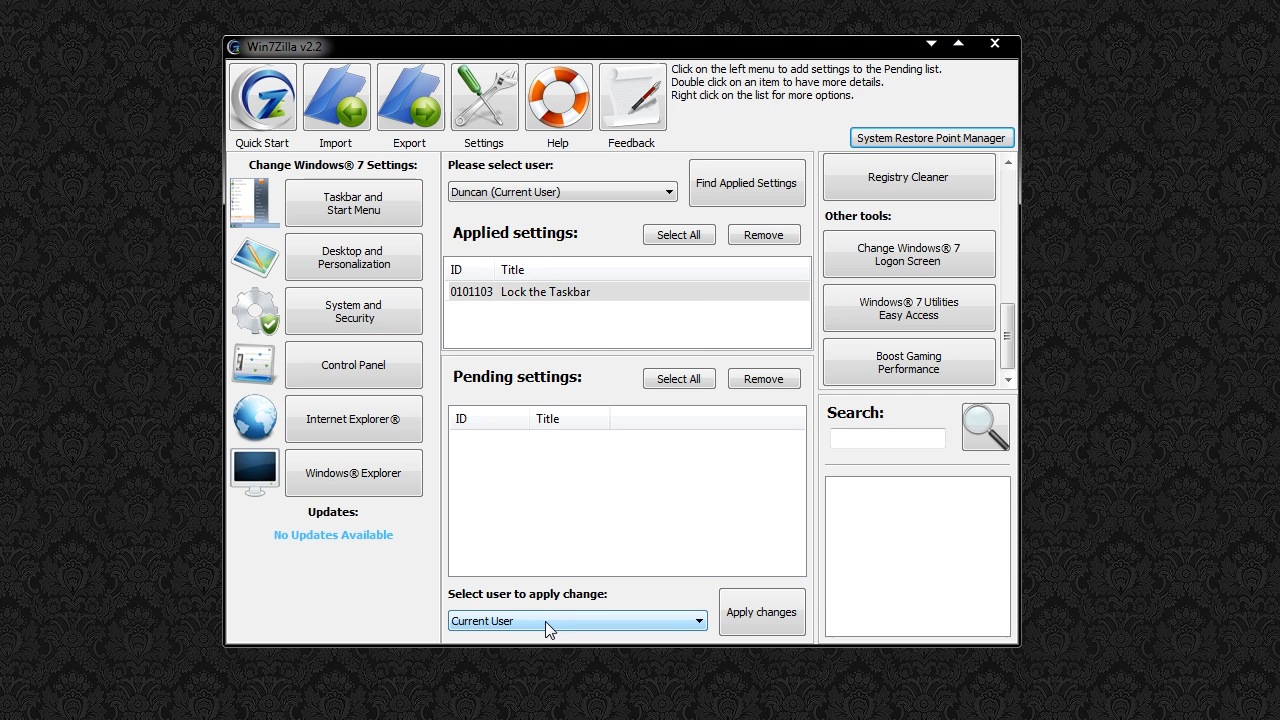 Win7Zilla v2.2
Click on the left menu to add settings to the Pending list.
Double click on an item to have more details.
Right click on the list for more options.
Quick Start
Import
Export
Settings
Help
Feedback
System Restore Point Manager
Change Windows® 7 Settings:
Taskbar and
Start Menu
Desktop and
Personalization
System and
Security
Control Panel
Internet Explorer®
Windows® Explorer
Updates:
No Updates Available
Please select user:
Duncan (Current User)
Find Applied Settings
Applied settings:
Select All
Remove
ID Title
0101103 Lock the Taskbar
Pending settings:
Select All
Remove
ID Title
Select user to apply change:
Current User
Apply changes
Registry Cleaner
Other tools:
Change Windows® 7
Logon Screen
Windows® 7 Utilities
Easy Access
Boost Gaming
Performance
Search: